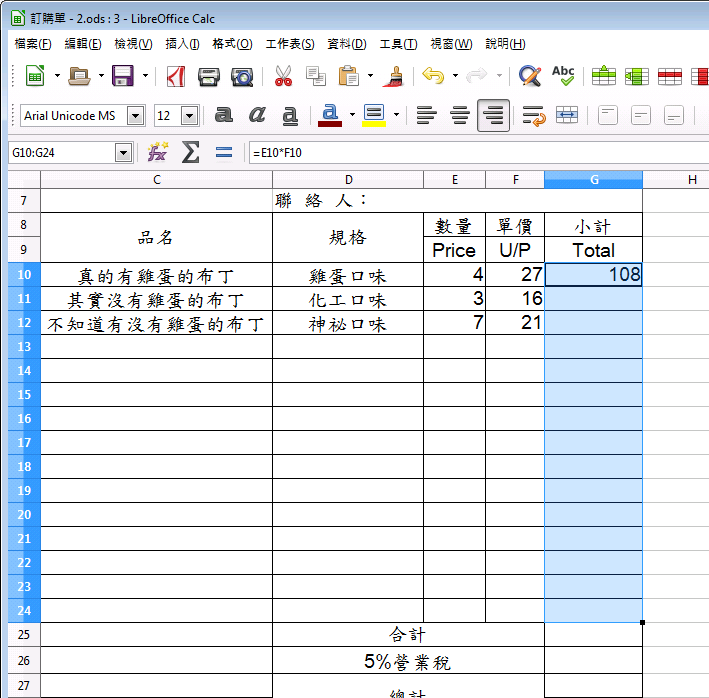 訂購單 - 2.ods : 3 - LibreOffice Calc
檔案(F) 編輯(E) 檢視(V) 插入(I) 格式(O) 工作表(S) 資料(D) 工具(T) 視窗(W) 說明(H)
Abc
Arial Unicode MS 12 a a a a
G10:G24 fx Σ = =E10*F10
C D E F G H
7 聯 絡 人：
8 品名 規格 數量 單價 小計
9 Price U/P Total
10 真的有雞蛋的布丁 雞蛋口味 4 27 108
11 其實沒有雞蛋的布丁 化工口味 3 16
12 不知道有沒有雞蛋的布丁 神祕口味 7 21
13
14
15
16
17
18
19
20
21
22
23
24
25 合計
26 5%營業稅
27 總計